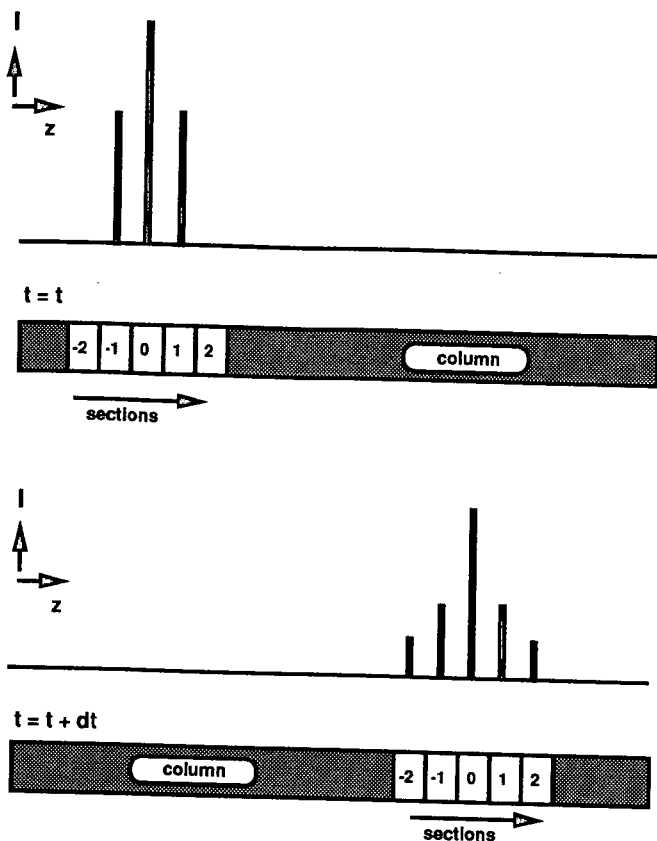 I
z
t = t
-2 -1 0 1 2
column
sections
I
z
t = t + dt
column
-2 -1 0 1 2
sections